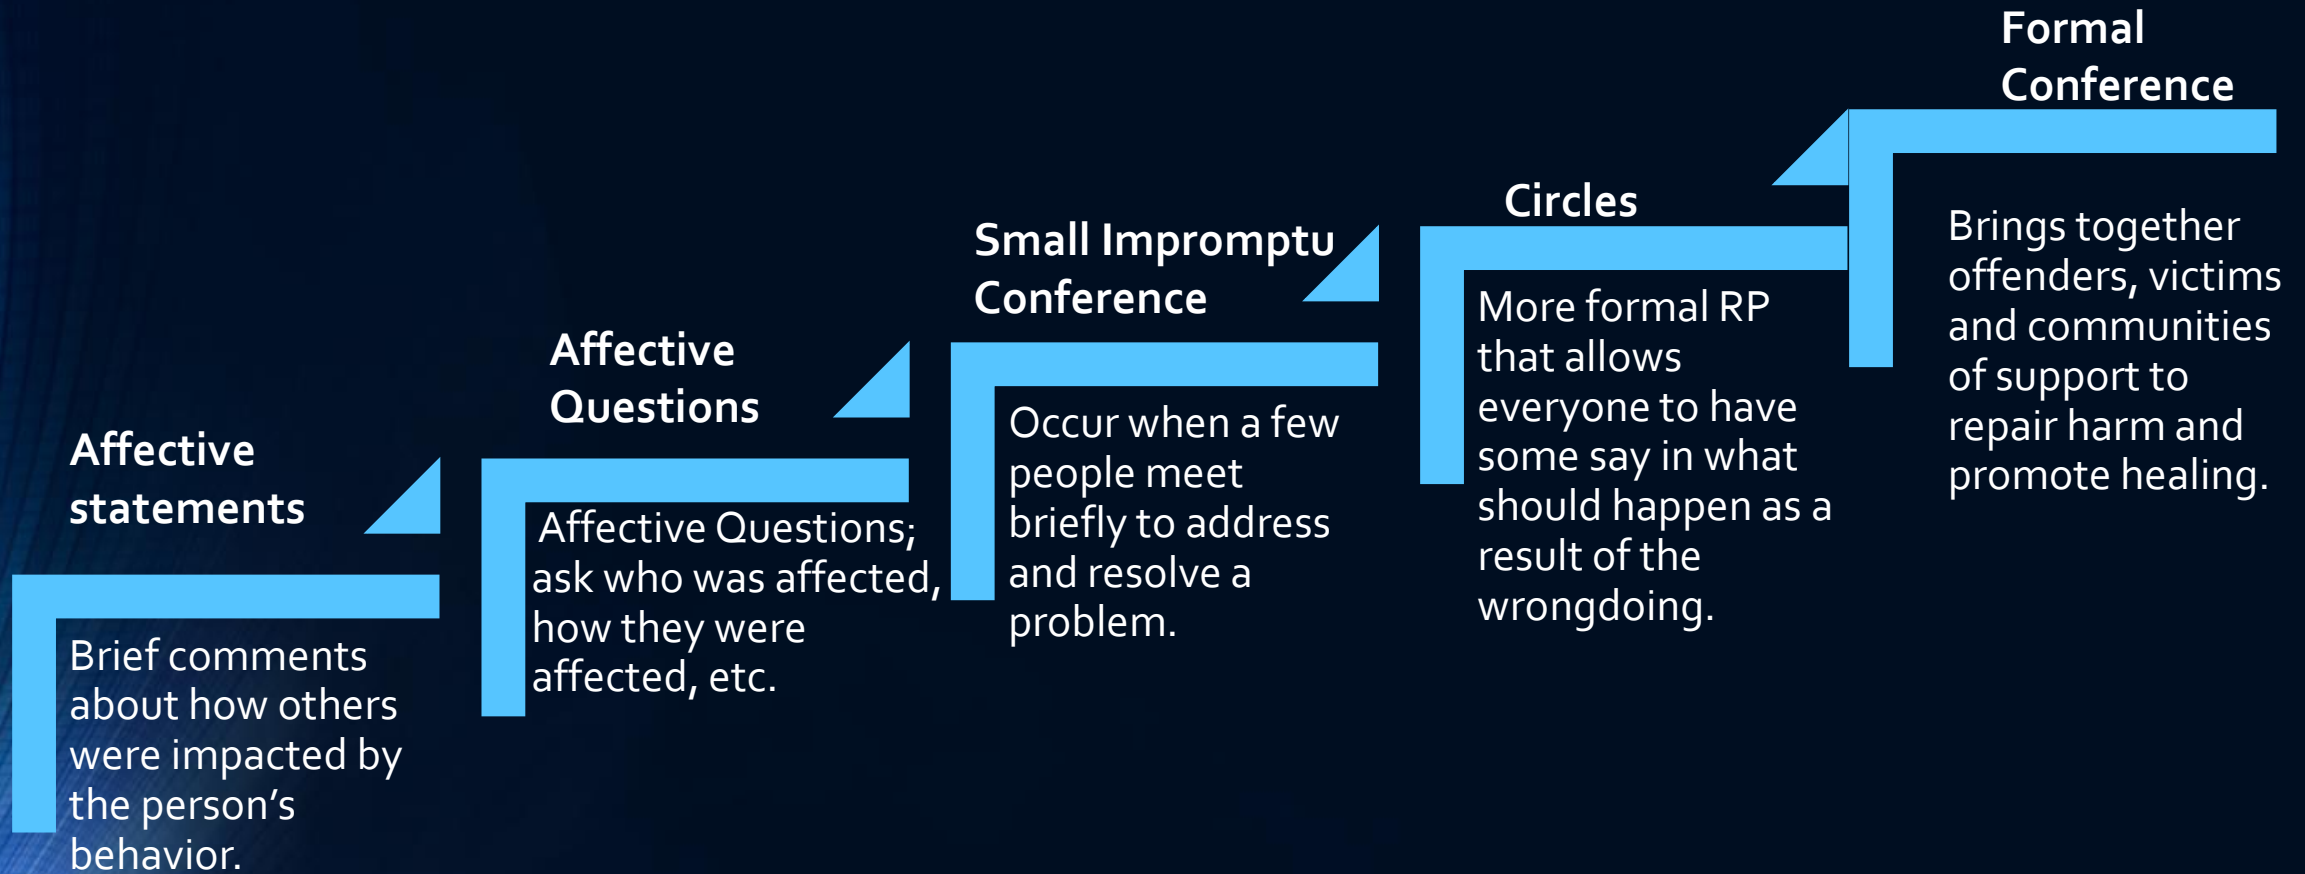 Affective
statements
Brief comments
about how others
were impacted by
the person’s
behavior.
Affective
Questions
Affective Questions;
ask who was affected,
how they were
affected, etc.
Small Impromptu
Conference
Occur when a few
people meet
briefly to address
and resolve a
problem.
Circles
More formal RP
that allows
everyone to have
some say in what
should happen as a
result of the
wrongdoing.
Formal
Conference
Brings together
offenders, victims
and communities
of support to
repair harm and
promote healing.